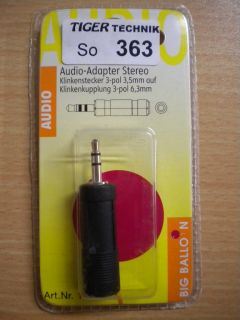 AUDIO
TIGER TECHNIK
So 363
Audio-Adapter Stereo
Klinkenstecker 3-pol 3,5mm auf
Klinkenkupplung 3-pol 6,3mm
AUDIO
BIG BALLOON
Art.Nr.